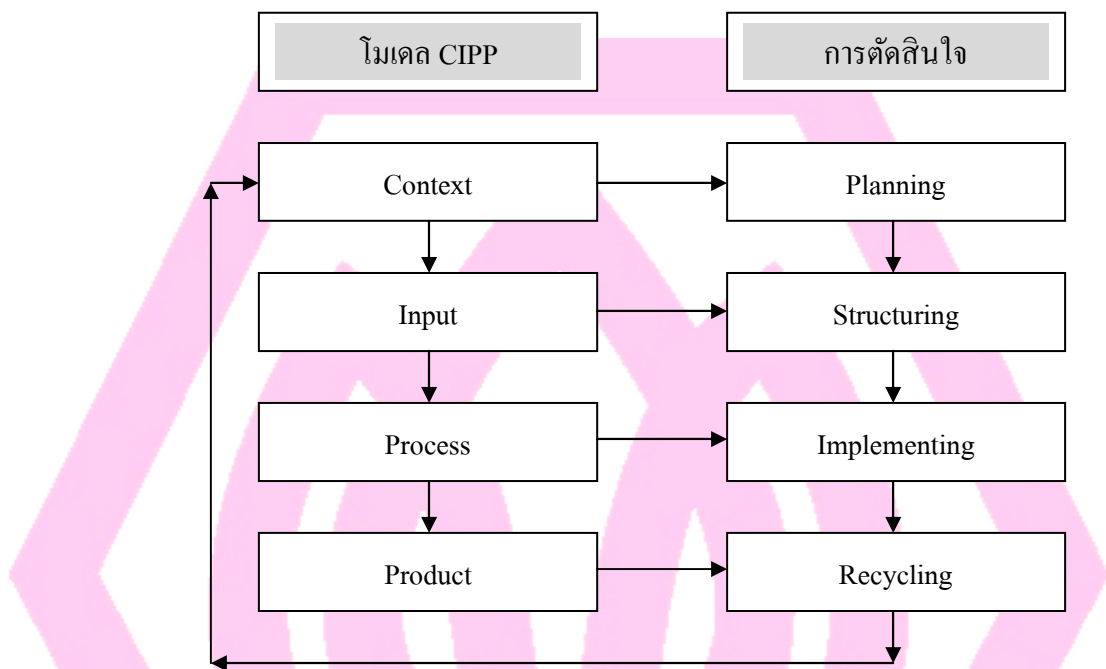 โมเดล CIPP
การตัดสินใจ
Context
Planning
Input
Structuring
Process
Implementing
Product
Recycling